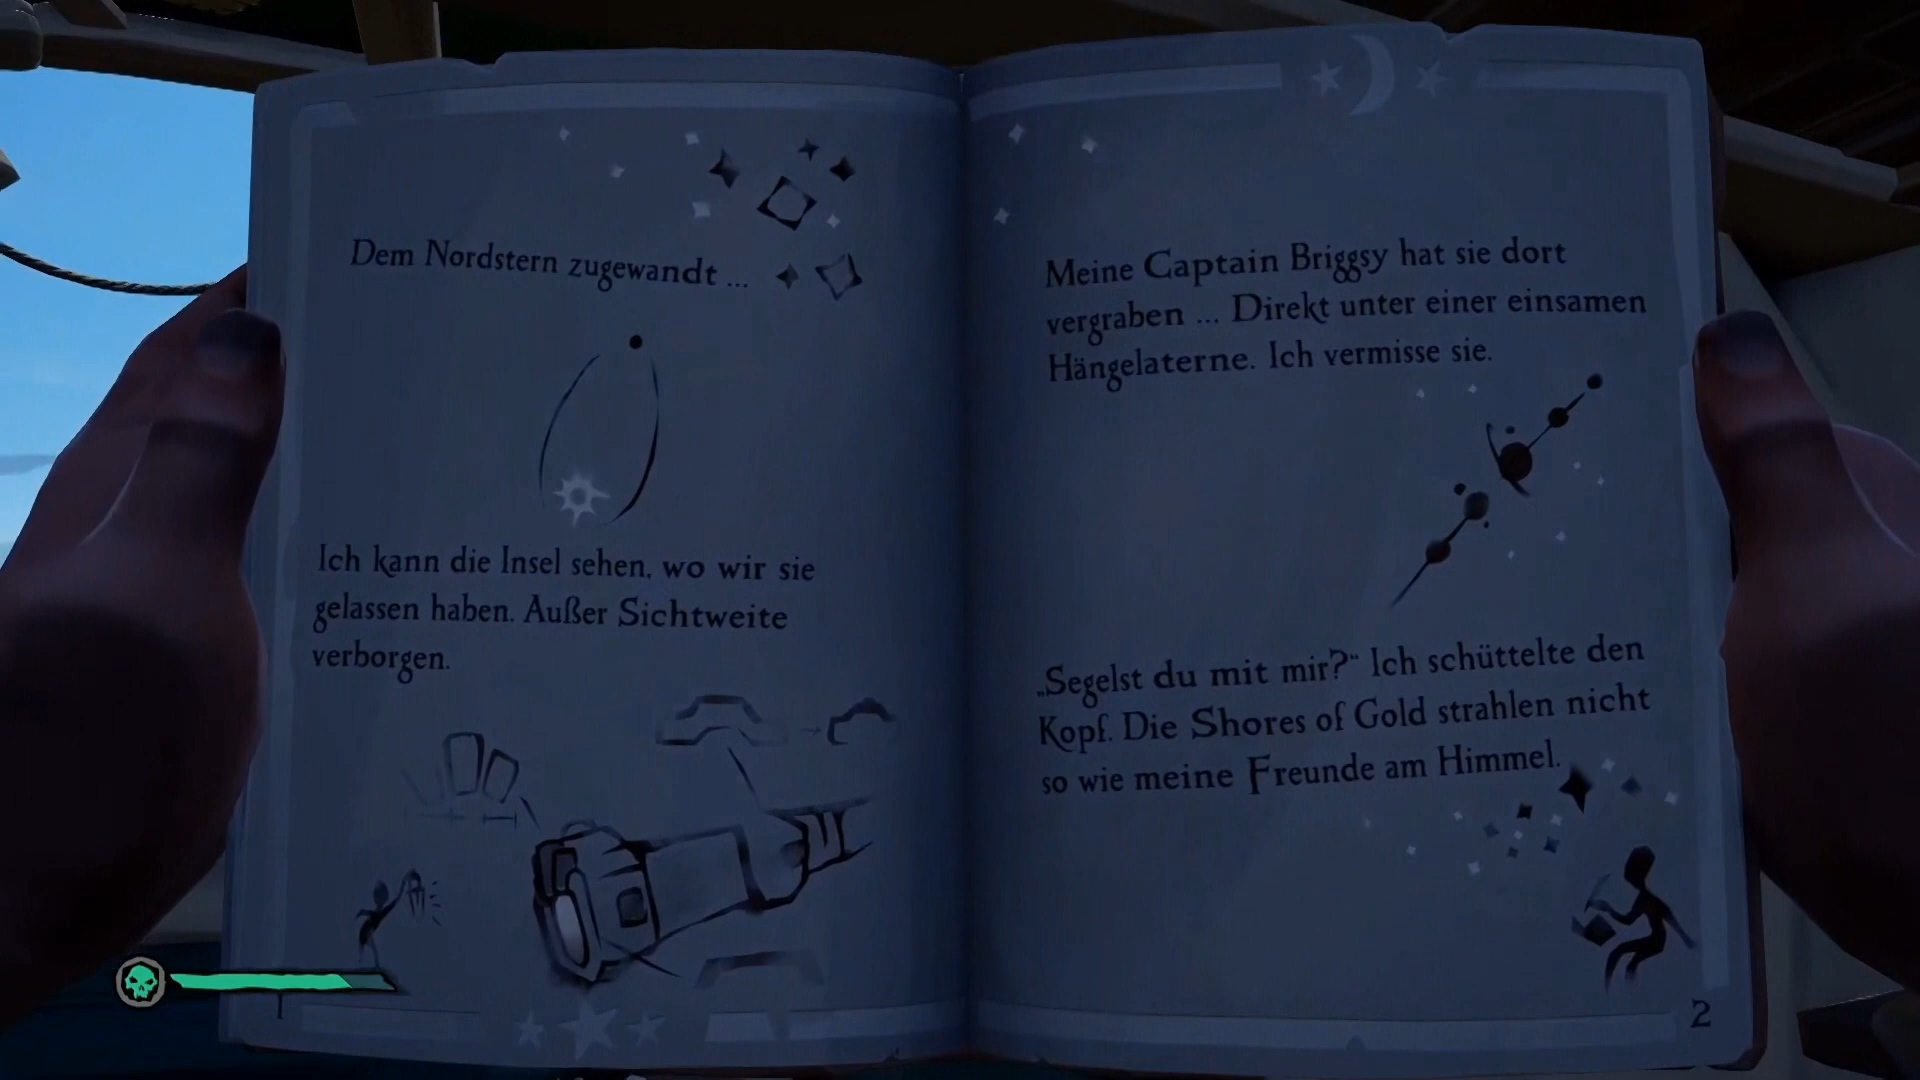 Dem Nordstern zugewandt ...
Ich kann die Insel sehen, wo wir sie
gelassen haben. Außer Sichtweite
verborgen.
1
Meine Captain Briggsy hat sie dort
vergraben ... Direkt unter einer einsamen
Hängelaterne. Ich vermisse sie.
„Segelst du mit mir?“ Ich schüttelte den
Kopf. Die Shores of Gold strahlen nicht
so wie meine Freunde am Himmel.
2